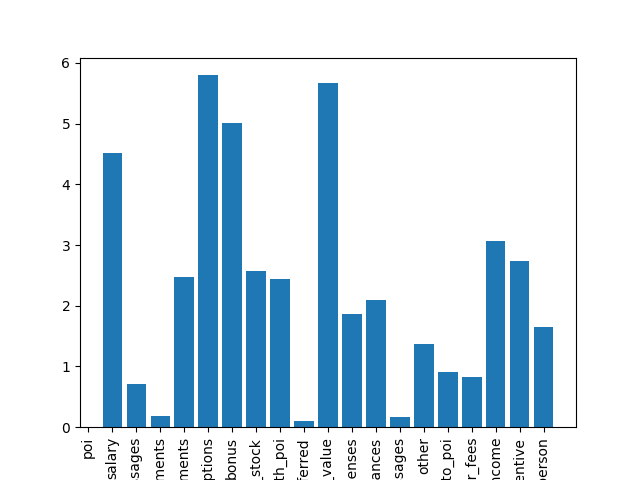 6
5
4
3
2
1
0
poi
salary
sages
ments
ments
ptions
bonus
_stock
th_poi
ferred
_value
enses
ances
sages
other
to_poi
r_fees
ncome
entive
person